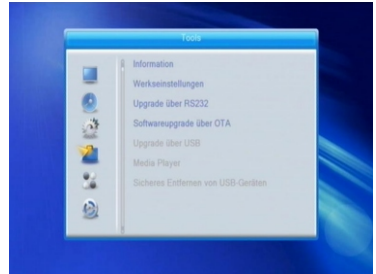 Tools
Information
Werkseinstellungen
Upgrade über RS232
Softwareupgrade über OTA
Upgrade über USB
Media Player
Sicheres Entfernen von USB-Geräten